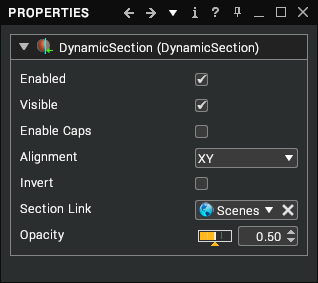 PROPERTIES
DynamicSection (DynamicSection)
Enabled
Visible
Enable Caps
Alignment XY
Invert
Section Link Scenes
Opacity 0.50